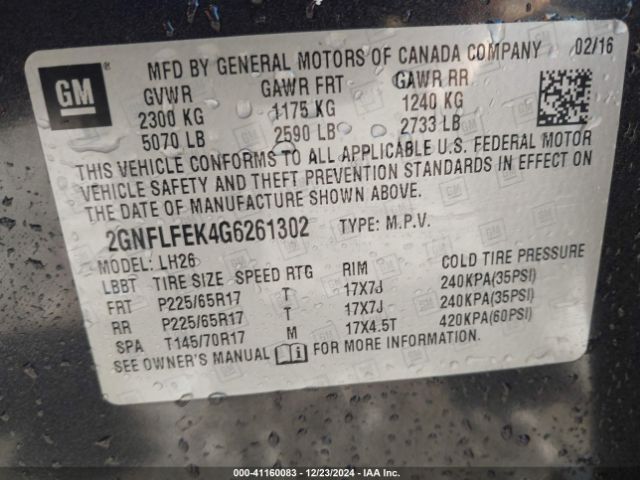 GM ® MFD BY GENERAL MOTORS OF CANADA COMPANY 02/16
GVWR GAWR FRT GAWR RR
2300 KG 1175 KG 1240 KG
5070 LB 2590 LB 2733 LB
THIS VEHICLE CONFORMS TO ALL APPLICABLE U.S. FEDERAL MOTOR
VEHICLE SAFETY AND THEFT PREVENTION STANDARDS IN EFFECT ON
THE DATE OF MANUFACTURE SHOWN ABOVE.
2GNFLFEK4G6261302 TYPE: M.P.V.
MODEL: LH26
LBBT TIRE SIZE SPEED RTG RIM COLD TIRE PRESSURE
FRT P225/65R17 T 17X7J 240KPA(35PSI)
RR P225/65R17 T 17X7J 240KPA(35PSI)
SPA T145/70R17 M 17X4.5T 420KPA(60PSI)
SEE OWNER'S MANUAL FOR MORE INFORMATION.
000-41160083 - 12/23/2024 - IAA Inc.